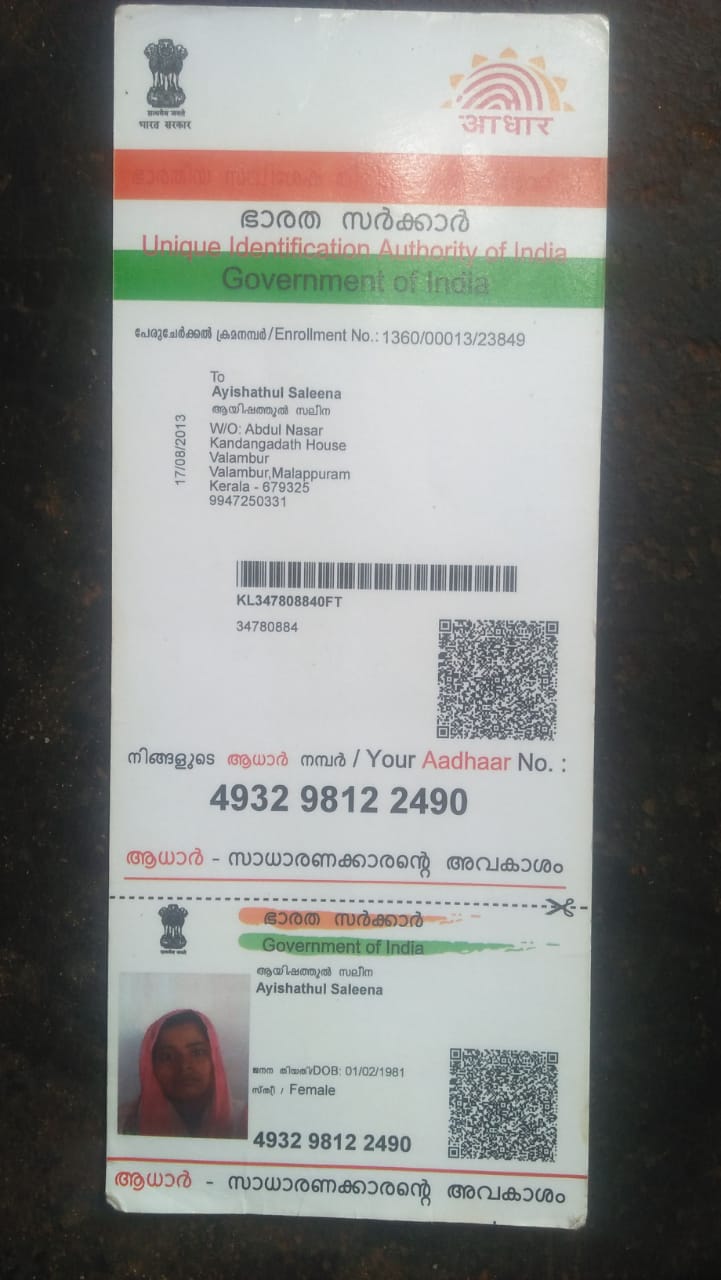 सत्यमेव जयते
भारत सरकार
आधार
ഭാരത സർക്കാർ
Unique Identification Authority of India
Government of India
പേരുചേർക്കൽ ക്രമനമ്പർ/Enrollment No.: 1360/00013/23849
17/08/2013
To
Ayishathul Saleena
ആയിഷത്തുൽ സലീന
W/O: Abdul Nasar
Kandangadath House
Valambur
Valambur,Malappuram
Kerala - 679325
9947250331
KL347808840FT
34780884
നിങ്ങളുടെ ആധാർ നമ്പർ / Your Aadhaar No. :
4932 9812 2490
ആധാർ - സാധാരണക്കാരന്റെ അവകാശം
ഭാരത സർക്കാർ
Government of India
ആയിഷത്തുൽ സലീന
Ayishathul Saleena
ജനന തിയതി/DOB: 01/02/1981
സ്ത്രീ / Female
4932 9812 2490
ആധാർ - സാധാരണക്കാരന്റെ അവകാശം